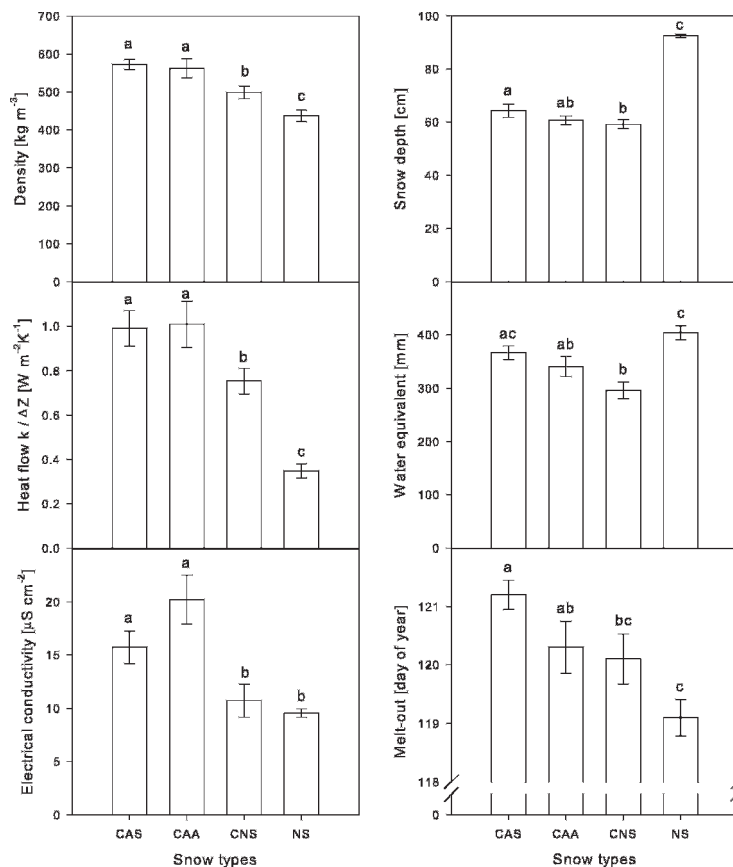 700
600
500
400
300
200
100
0
Density [kg m⁻³]
a
a
b
c
100
80
60
40
20
0
Snow depth [cm]
a
ab
b
c
1.0
0.8
0.6
0.4
0.2
0.0
Heat flow k / ΔZ [W m⁻²K⁻¹]
a
a
b
c
400
300
200
100
0
Water equivalent [mm]
ac
ab
b
c
20
15
10
5
0
Electrical conductivity [µS cm⁻²]
a
a
b
b
CAS CAA CNS NS
Snow types
121
120
119
118
0
Melt-out [day of year]
a
ab
bc
c
CAS CAA CNS NS
Snow types